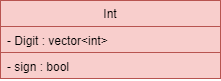 Int
- Digit : vector<int>
- sign : bool